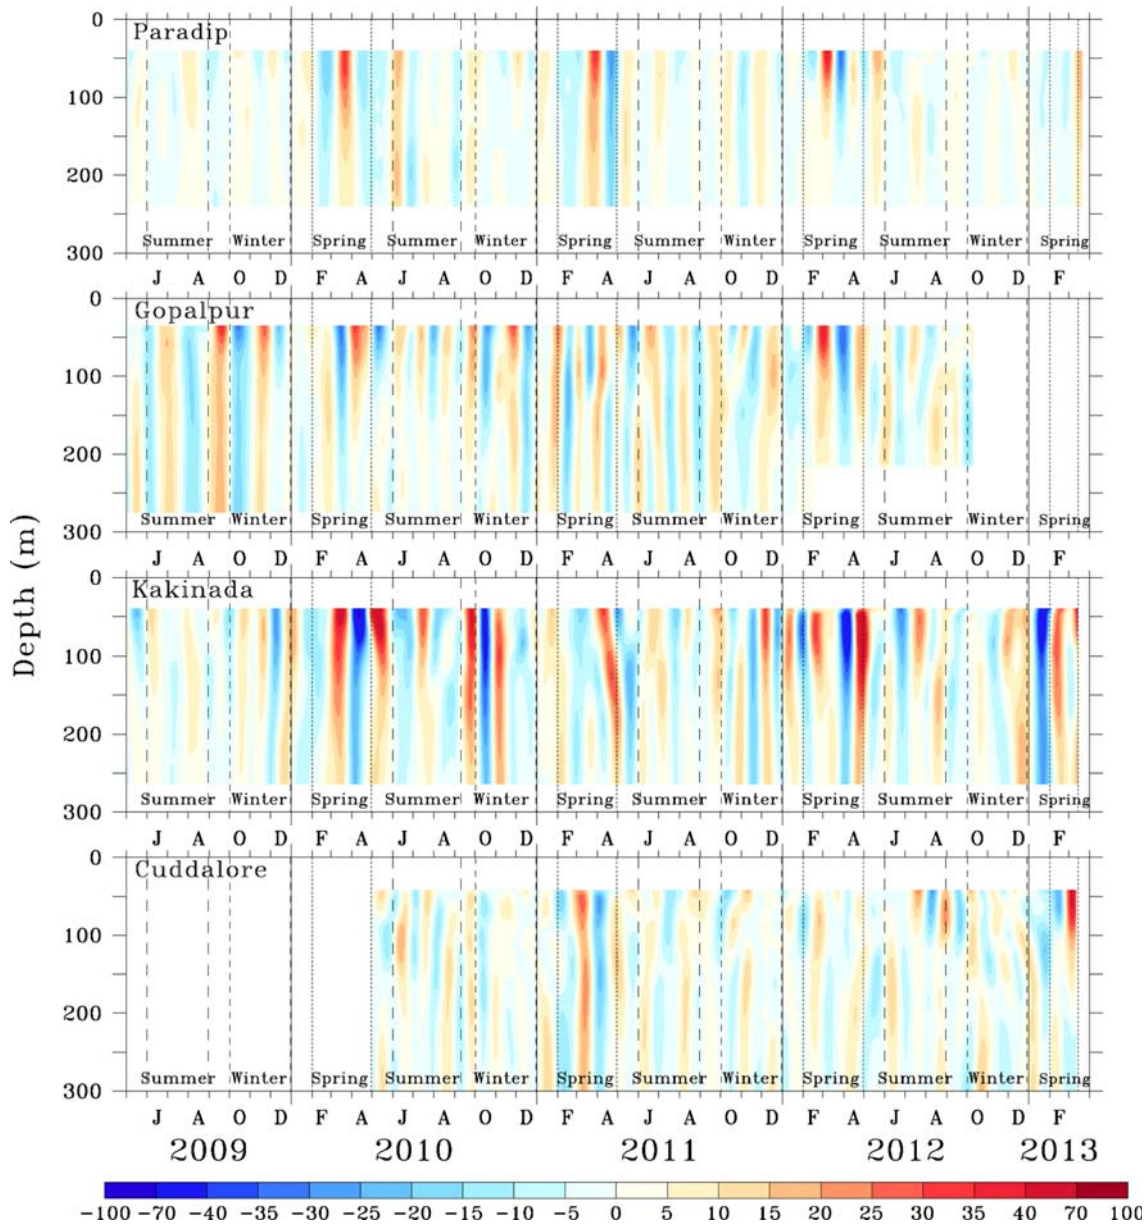 Paradip
0
100
200
300
Summer Winter Spring Summer Winter Spring Summer Winter Spring Summer Winter Spring
J A O D F A J A O D F A J A O D F A J A O D F
Gopalpur
0
100
200
300
Summer Winter Spring Summer Winter Spring Summer Winter Spring Summer Winter Spring
J A O D F A J A O D F A J A O D F A J A O D F
Depth (m)
Kakinada
0
100
200
300
Summer Winter Spring Summer Winter Spring Summer Winter Spring Summer Winter Spring
J A O D F A J A O D F A J A O D F A J A O D F
Cuddalore
0
100
200
300
Summer Winter Spring Summer Winter Spring Summer Winter Spring Summer Winter Spring
J A O D F A J A O D F A J A O D F A J A O D F
2009 2010 2011 2012 2013
-100 -70 -40 -35 -30 -25 -20 -15 -10 -5 0 5 10 15 20 25 30 35 40 70 100